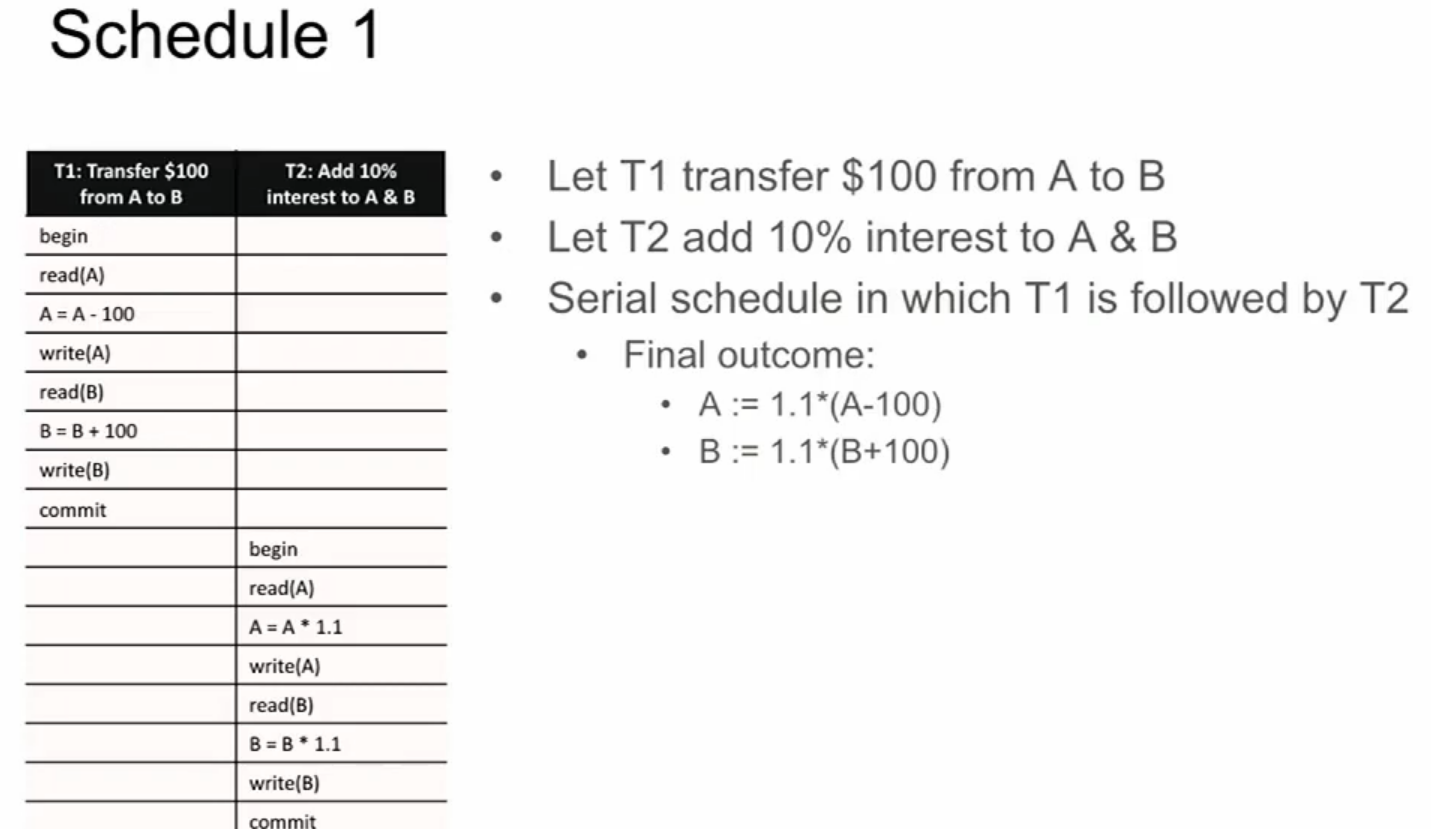 Schedule 1
T1: Transfer $100
from A to B
T2: Add 10%
interest to A & B
begin
read(A)
A = A - 100
write(A)
read(B)
B = B + 100
write(B)
commit
begin
read(A)
A = A * 1.1
write(A)
read(B)
B = B * 1.1
write(B)
commit
• Let T1 transfer $100 from A to B
• Let T2 add 10% interest to A & B
• Serial schedule in which T1 is followed by T2
• Final outcome:
• A := 1.1*(A-100)
• B := 1.1*(B+100)